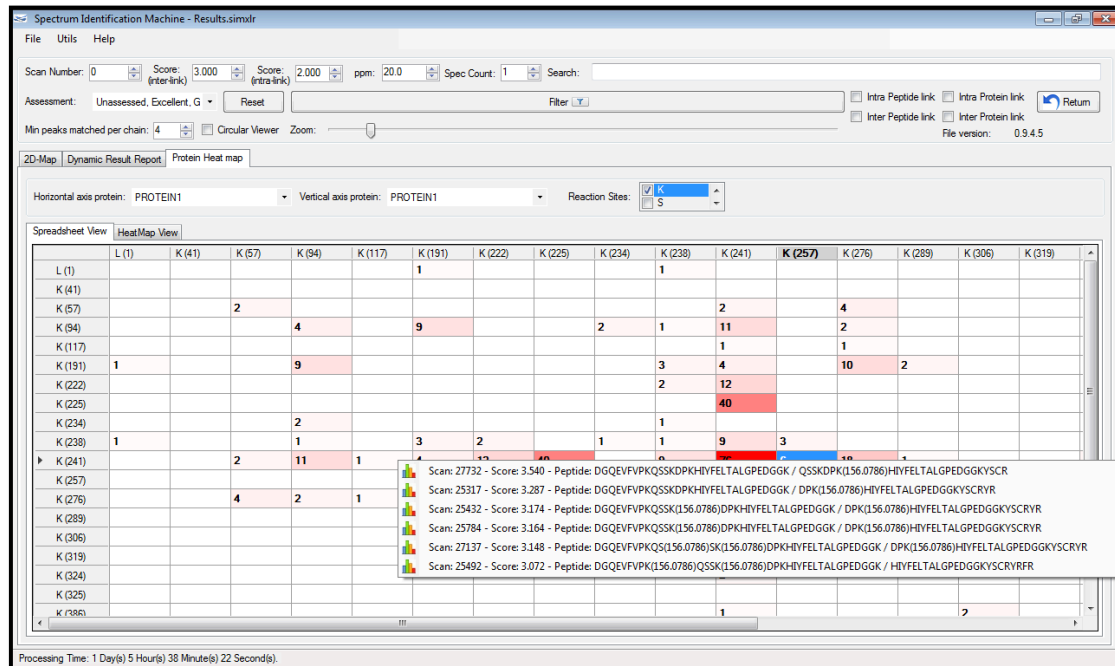 Spectrum Identification Machine - Results.simxlr
File Utils Help
Scan Number: 0 Score: (inter-link) 3.000 Score: (intra-link) 2.000 ppm: 20.0 Spec Count: 1 Search:
Assessment: Unassessed, Excellent, G Reset Filter Intra Peptide link Intra Protein link Return
Inter Peptide link Inter Protein link
Min peaks matched per chain: 4 Circular Viewer Zoom: File version: 0.9.4.5
2D-Map Dynamic Result Report Protein Heat map
Horizontal axis protein: PROTEIN1 Vertical axis protein: PROTEIN1 Reaction Sites: K
S
Spreadsheet View HeatMap View
L (1) K (41) K (57) K (94) K (117) K (191) K (222) K (225) K (234) K (238) K (241) K (257) K (276) K (289) K (306) K (319)
L (1) 1 1
K (41)
K (57) 2 2 4
K (94) 4 9 2 1 11 2
K (117) 1 1
K (191) 1 9 3 4 10 2
K (222) 2 12
K (225) 40
K (234) 2 1
K (238) 1 1 3 2 1 1 9 3
K (241) 2 11 1
K (257)
K (276) 4 2 1
K (289)
K (306)
K (319)
K (324)
K (325)
K (386) 1 2
Scan: 27732 - Score: 3.540 - Peptide: DGQEVFVPKQSSKDPKHIYFELTALGPEDGGK / QSSKDPK(156.0786)HIYFELTALGPEDGGKYSCR
Scan: 25317 - Score: 3.287 - Peptide: DGQEVFVPKQSSKDPKHIYFELTALGPEDGGK / DPK(156.0786)HIYFELTALGPEDGGKYSCRYR
Scan: 25432 - Score: 3.174 - Peptide: DGQEVFVPKQSSK(156.0786)DPKHIYFELTALGPEDGGK / DPK(156.0786)HIYFELTALGPEDGGKYSCRYR
Scan: 25784 - Score: 3.164 - Peptide: DGQEVFVPKQSSK(156.0786)DPKHIYFELTALGPEDGGK / DPK(156.0786)HIYFELTALGPEDGGKYSCRYR
Scan: 27137 - Score: 3.148 - Peptide: DGQEVFVPKQS(156.0786)SK(156.0786)DPKHIYFELTALGPEDGGK / DPK(156.0786)HIYFELTALGPEDGGKYSCRYR
Scan: 25492 - Score: 3.072 - Peptide: DGQEVFVPK(156.0786)QSSK(156.0786)DPKHIYFELTALGPEDGGK / HIYFELTALGPEDGGKYSCRYRFR
Processing Time: 1 Day(s) 5 Hour(s) 38 Minute(s) 22 Second(s).